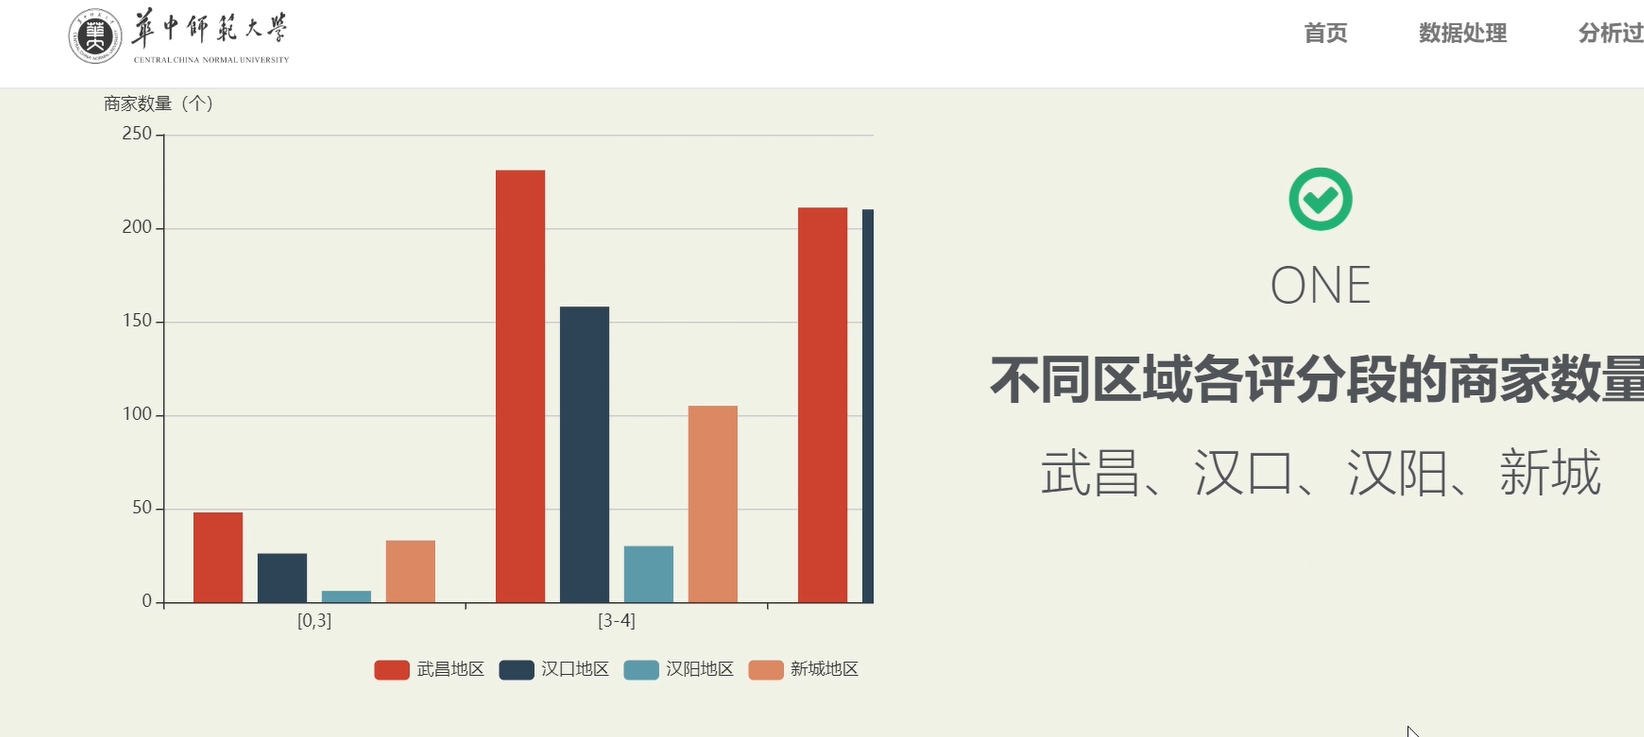 華中師範大學
CENTRAL CHINA NORMAL UNIVERSITY
首页 数据处理 分析过
商家数量（个）
250
200
150
100
50
0
[0,3] [3-4]
武昌地区 汉口地区 汉阳地区 新城地区
ONE
不同区域各评分段的商家数量
武昌、汉口、汉阳、新城